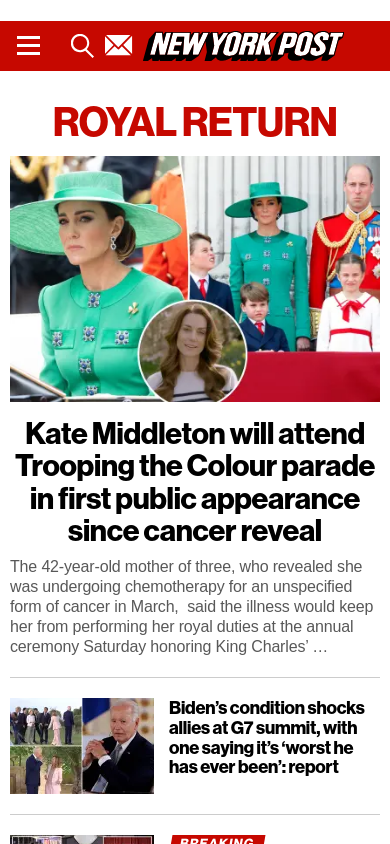 NEW YORK POST
ROYAL RETURN
Kate Middleton will attend
Trooping the Colour parade
in first public appearance
since cancer reveal
The 42-year-old mother of three, who revealed she
was undergoing chemotherapy for an unspecified
form of cancer in March,  said the illness would keep
her from performing her royal duties at the annual
ceremony Saturday honoring King Charles’ …
Biden’s condition shocks
allies at G7 summit, with
one saying it’s ‘worst he
has ever been’: report
BREAKING